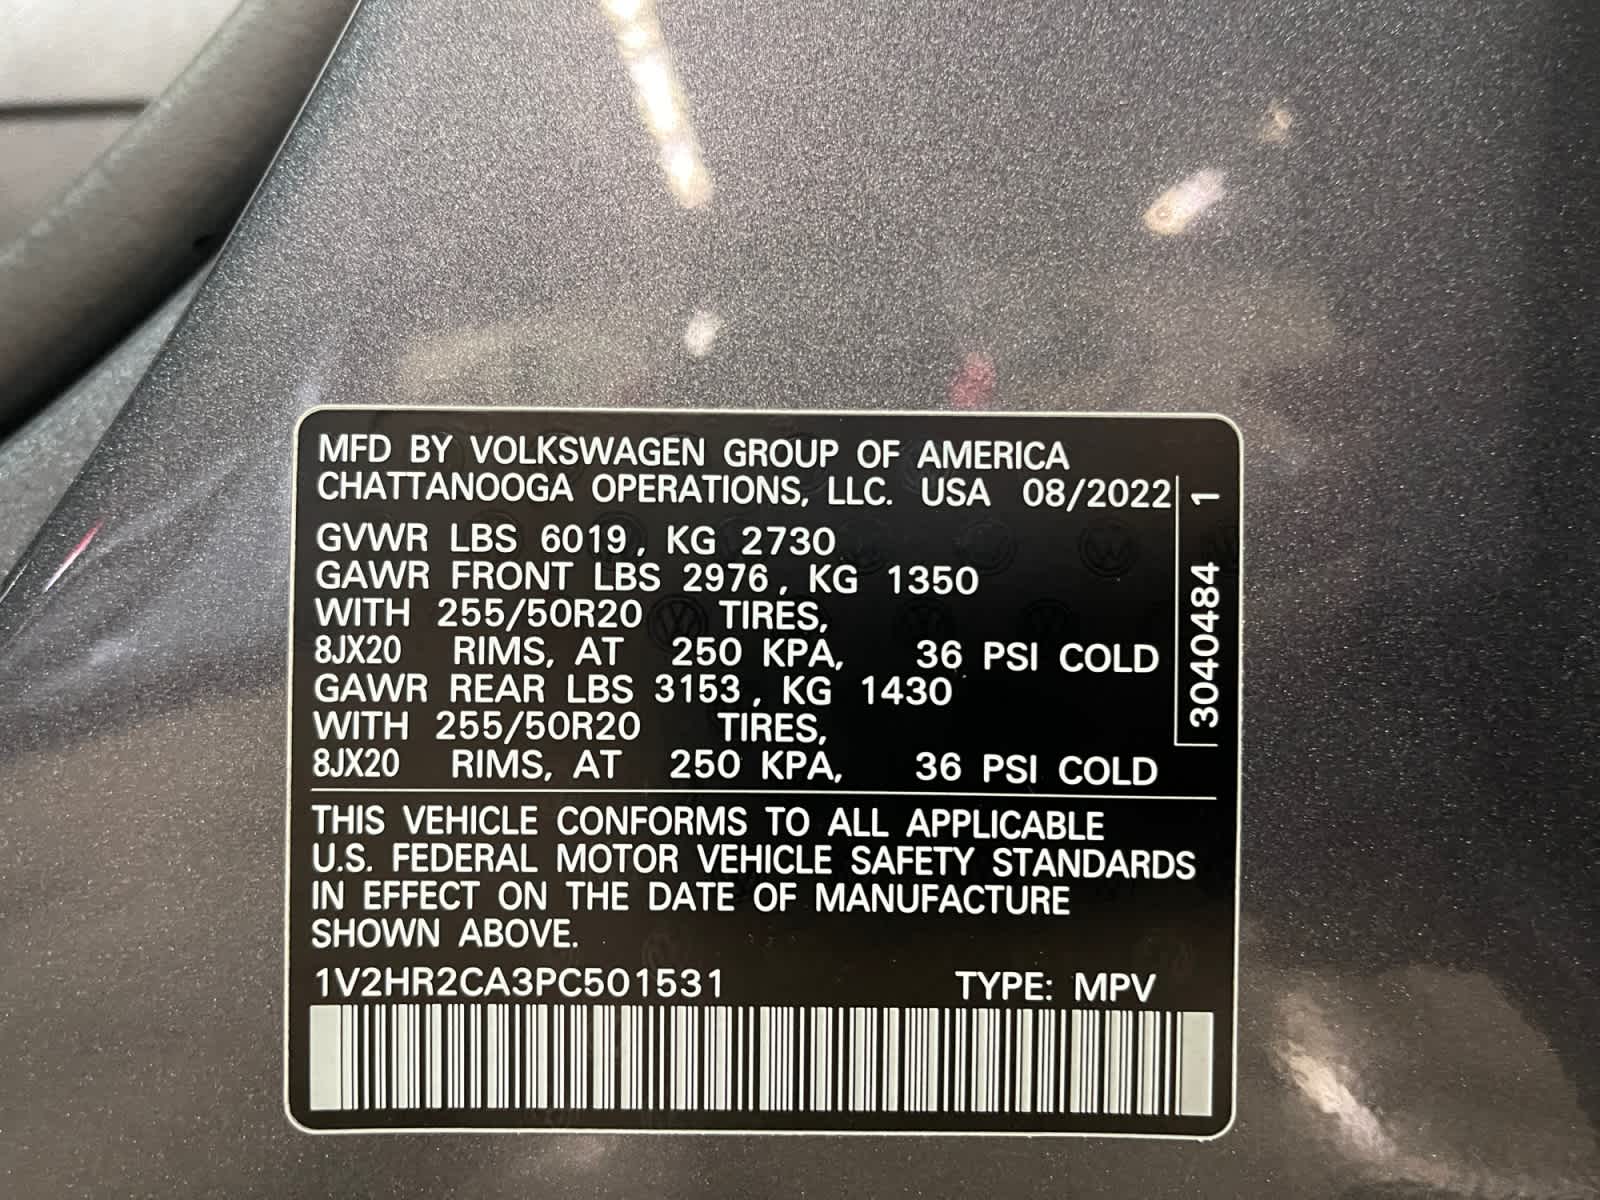 MFD BY VOLKSWAGEN GROUP OF AMERICA
CHATTANOOGA OPERATIONS, LLC. USA 08/2022
GVWR LBS 6019, KG 2730
GAWR FRONT LBS 2976, KG 1350
WITH 255/50R20 TIRES,
8JX20 RIMS, AT 250 KPA, 36 PSI COLD
GAWR REAR LBS 3153, KG 1430
WITH 255/50R20 TIRES,
8JX20 RIMS, AT 250 KPA, 36 PSI COLD
3040484 1
THIS VEHICLE CONFORMS TO ALL APPLICABLE
U.S. FEDERAL MOTOR VEHICLE SAFETY STANDARDS
IN EFFECT ON THE DATE OF MANUFACTURE
SHOWN ABOVE.
1V2HR2CA3PC501531 TYPE: MPV